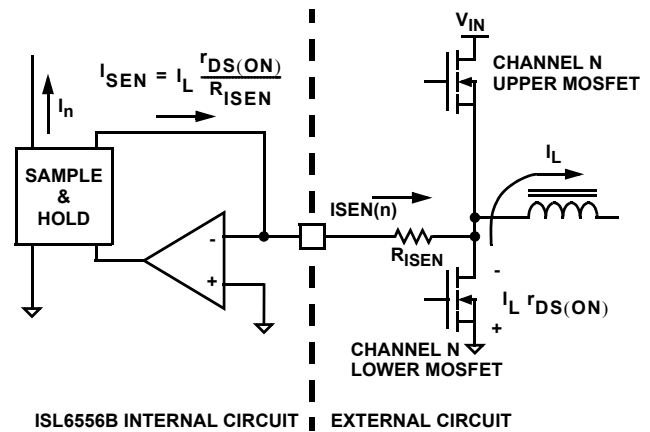 V_IN
CHANNEL N
UPPER MOSFET
I_SEN = I_L r_DS(ON) / R_ISEN
I_n
SAMPLE
&
HOLD
I_L
ISEN(n)
R_ISEN
-
+
-
I_L r_DS(ON)
+
CHANNEL N
LOWER MOSFET
ISL6556B INTERNAL CIRCUIT
EXTERNAL CIRCUIT